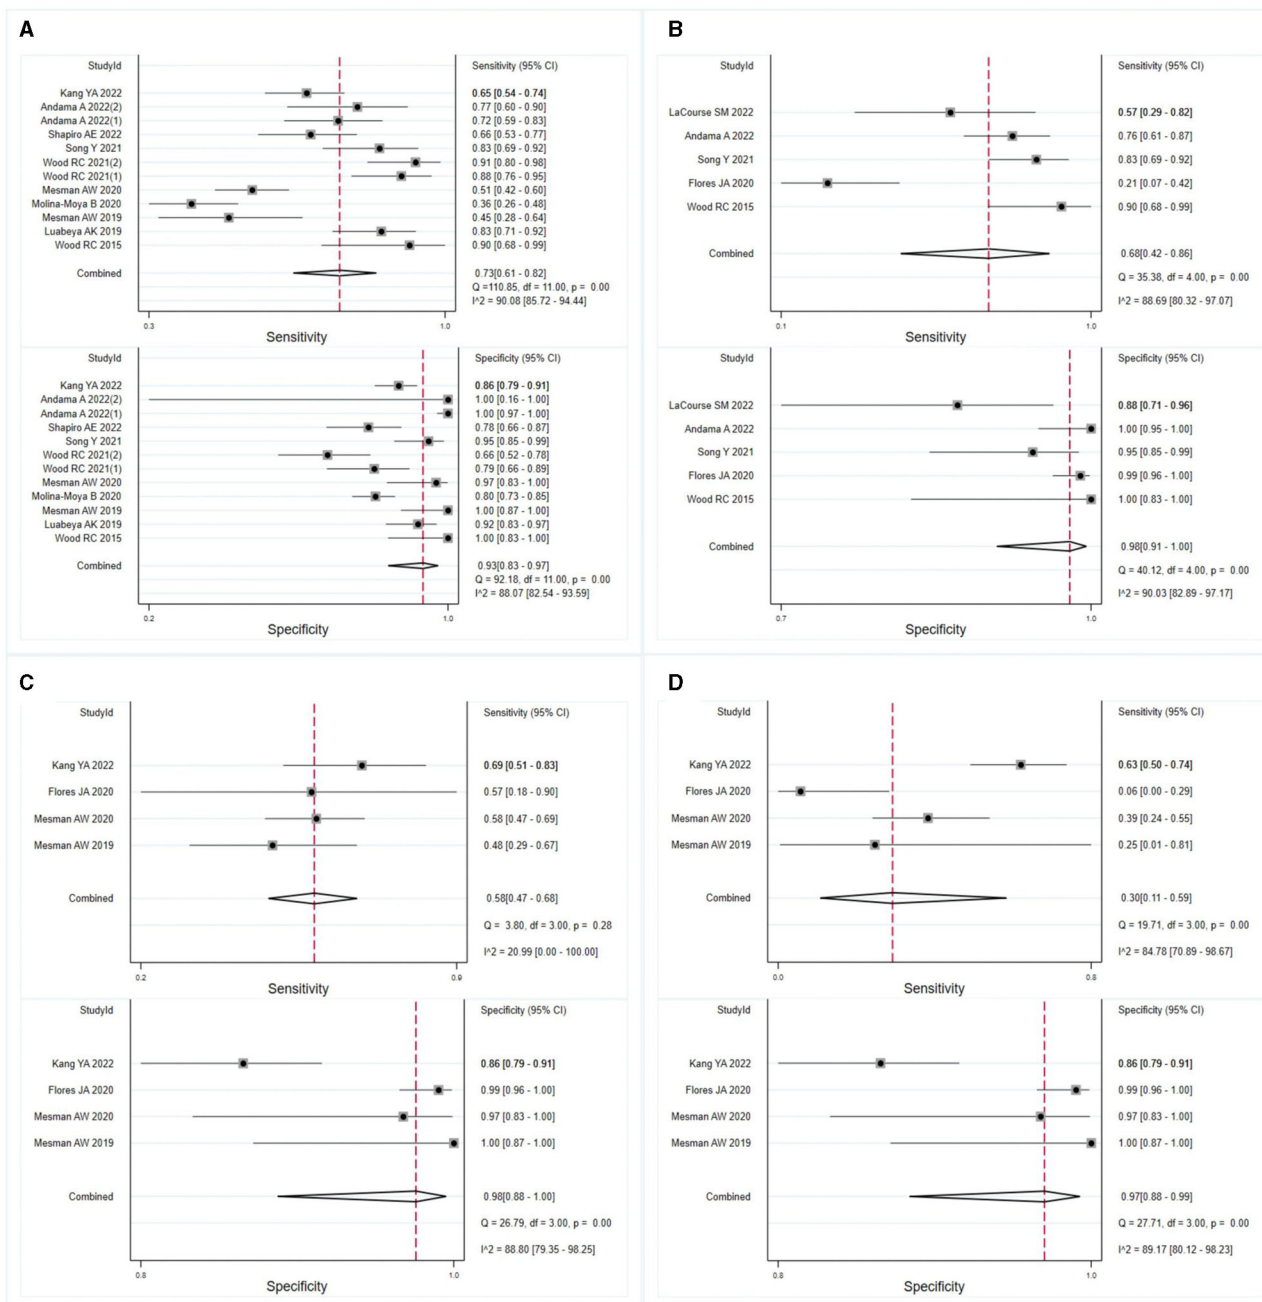 A
StudyId Sensitivity (95% CI)
Kang YA 2022 0.65 [0.54 - 0.74]
Andama A 2022(2) 0.77 [0.60 - 0.90]
Andama A 2022(1) 0.72 [0.59 - 0.83]
Shapiro AE 2022 0.66 [0.53 - 0.77]
Song Y 2021 0.83 [0.69 - 0.92]
Wood RC 2021(2) 0.91 [0.80 - 0.98]
Wood RC 2021(1) 0.88 [0.76 - 0.95]
Mesman AW 2020 0.51 [0.42 - 0.60]
Molina-Moya B 2020 0.36 [0.26 - 0.48]
Mesman AW 2019 0.45 [0.28 - 0.64]
Luabeya AK 2019 0.83 [0.71 - 0.92]
Wood RC 2015 0.90 [0.68 - 0.99]
Combined 0.73[0.61 - 0.82]
Q =110.85, df = 11.00, p = 0.00
I^2 = 90.08 [85.72 - 94.44]
0.3 1.0
Sensitivity
StudyId Specificity (95% CI)
Kang YA 2022 0.86 [0.79 - 0.91]
Andama A 2022(2) 1.00 [0.16 - 1.00]
Andama A 2022(1) 1.00 [0.97 - 1.00]
Shapiro AE 2022 0.78 [0.66 - 0.87]
Song Y 2021 0.95 [0.85 - 0.99]
Wood RC 2021(2) 0.66 [0.52 - 0.78]
Wood RC 2021(1) 0.79 [0.66 - 0.89]
Mesman AW 2020 0.97 [0.83 - 1.00]
Molina-Moya B 2020 0.80 [0.73 - 0.85]
Mesman AW 2019 1.00 [0.87 - 1.00]
Luabeya AK 2019 0.92 [0.83 - 0.97]
Wood RC 2015 1.00 [0.83 - 1.00]
Combined 0.93[0.83 - 0.97]
Q = 92.18, df = 11.00, p = 0.00
I^2 = 88.07 [82.54 - 93.59]
0.2 1.0
Specificity
B
StudyId Sensitivity (95% CI)
LaCourse SM 2022 0.57 [0.29 - 0.82]
Andama A 2022 0.76 [0.61 - 0.87]
Song Y 2021 0.83 [0.69 - 0.92]
Flores JA 2020 0.21 [0.07 - 0.42]
Wood RC 2015 0.90 [0.68 - 0.99]
Combined 0.68[0.42 - 0.86]
Q = 35.38, df = 4.00, p = 0.00
I^2 = 88.69 [80.32 - 97.07]
0.1 1.0
Sensitivity
StudyId Specificity (95% CI)
LaCourse SM 2022 0.88 [0.71 - 0.96]
Andama A 2022 1.00 [0.95 - 1.00]
Song Y 2021 0.95 [0.85 - 0.99]
Flores JA 2020 0.99 [0.96 - 1.00]
Wood RC 2015 1.00 [0.83 - 1.00]
Combined 0.98[0.91 - 1.00]
Q = 40.12, df = 4.00, p = 0.00
I^2 = 90.03 [82.89 - 97.17]
0.7 1.0
Specificity
C
StudyId Sensitivity (95% CI)
Kang YA 2022 0.69 [0.51 - 0.83]
Flores JA 2020 0.57 [0.18 - 0.90]
Mesman AW 2020 0.58 [0.47 - 0.69]
Mesman AW 2019 0.48 [0.29 - 0.67]
Combined 0.58[0.47 - 0.68]
Q = 3.80, df = 3.00, p = 0.28
I^2 = 20.99 [0.00 - 100.00]
0.2 0.9
Sensitivity
StudyId Specificity (95% CI)
Kang YA 2022 0.86 [0.79 - 0.91]
Flores JA 2020 0.99 [0.96 - 1.00]
Mesman AW 2020 0.97 [0.83 - 1.00]
Mesman AW 2019 1.00 [0.87 - 1.00]
Combined 0.98[0.88 - 1.00]
Q = 26.79, df = 3.00, p = 0.00
I^2 = 88.80 [79.35 - 98.25]
0.8 1.0
Specificity
D
StudyId Sensitivity (95% CI)
Kang YA 2022 0.63 [0.50 - 0.74]
Flores JA 2020 0.06 [0.00 - 0.29]
Mesman AW 2020 0.39 [0.24 - 0.55]
Mesman AW 2019 0.25 [0.01 - 0.81]
Combined 0.30[0.11 - 0.59]
Q = 19.71, df = 3.00, p = 0.00
I^2 = 84.78 [70.89 - 98.67]
0.0 0.8
Sensitivity
StudyId Specificity (95% CI)
Kang YA 2022 0.86 [0.79 - 0.91]
Flores JA 2020 0.99 [0.96 - 1.00]
Mesman AW 2020 0.97 [0.83 - 1.00]
Mesman AW 2019 1.00 [0.87 - 1.00]
Combined 0.97[0.88 - 0.99]
Q = 27.71, df = 3.00, p = 0.00
I^2 = 89.17 [80.12 - 98.23]
0.8 1.0
Specificity